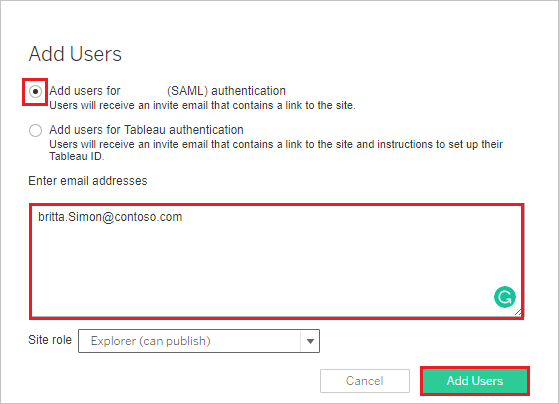 Add Users
Add users for (SAML) authentication
Users will receive an invite email that contains a link to the site.
Add users for Tableau authentication
Users will receive an invite email that contains a link to the site and instructions to set up their
Tableau ID.
Enter email addresses
britta.Simon@contoso.com
Site role Explorer (can publish)
Cancel Add Users